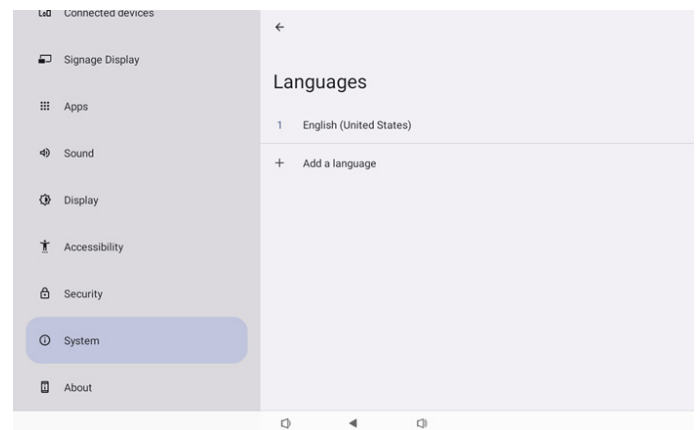 Connected devices
Signage Display
Apps
Sound
Display
Accessibility
Security
System
About
Languages
1 English (United States)
+ Add a language